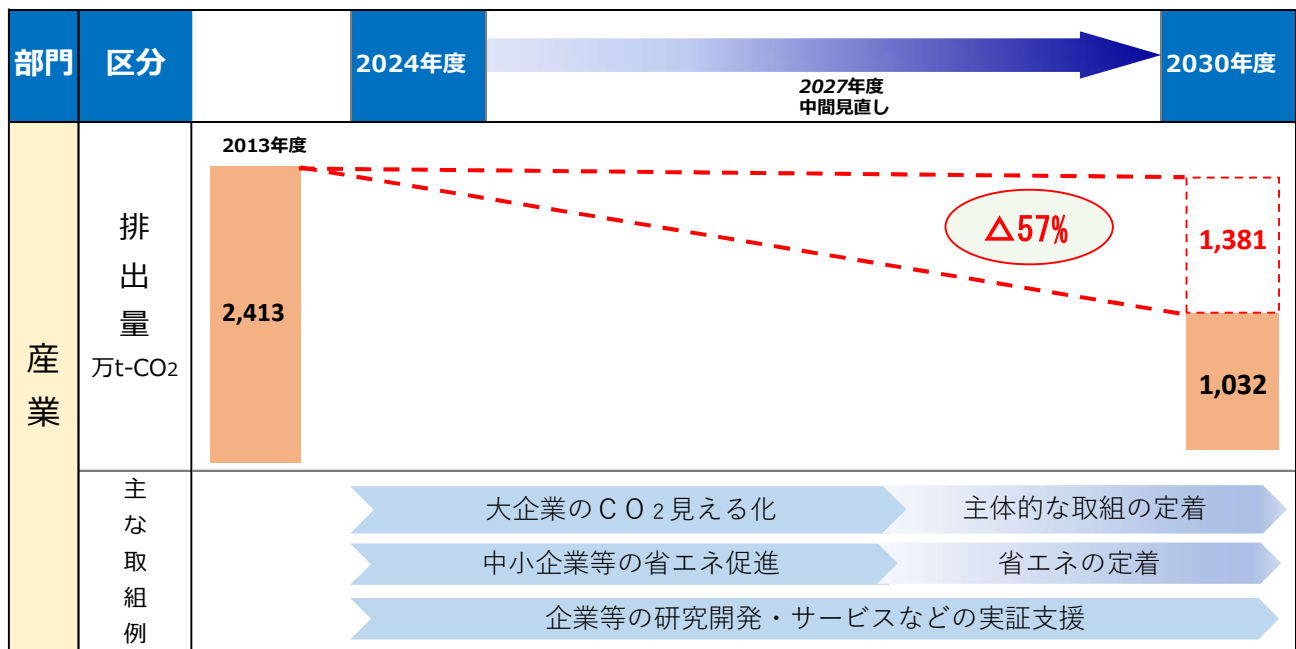 部門
区分
2024年度
2027年度
中間見直し
2030年度
2013年度
産業
排出量
万t-CO2
2,413
△57%
1,381
1,032
主な取組例
大企業のCO2見える化
主体的な取組の定着
中小企業等の省エネ促進
省エネの定着
企業等の研究開発・サービスなどの実証支援